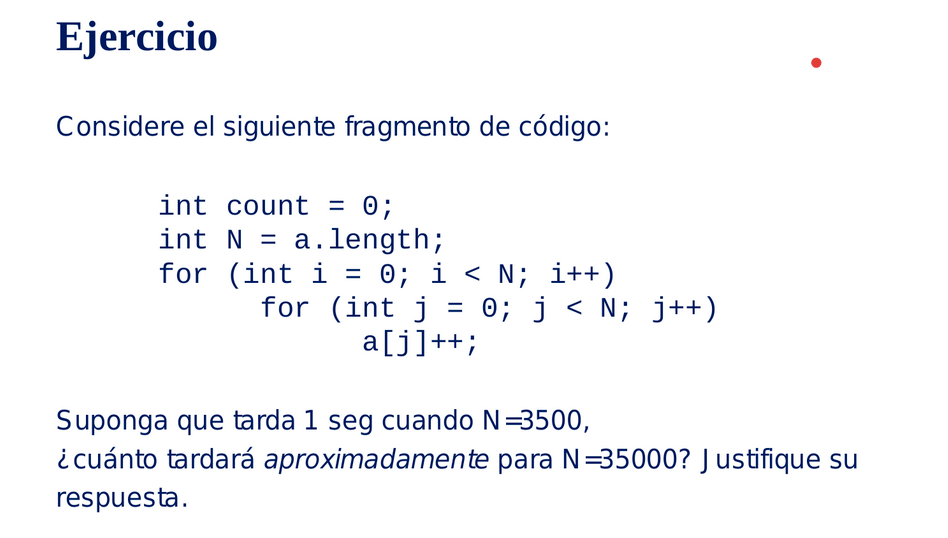 Ejercicio
Considere el siguiente fragmento de código:
int count = 0;
int N = a.length;
for (int i = 0; i < N; i++)
for (int j = 0; j < N; j++)
a[j]++;
Suponga que tarda 1 seg cuando N=3500,
¿cuánto tardará aproximadamente para N=35000? Justifique su
respuesta.